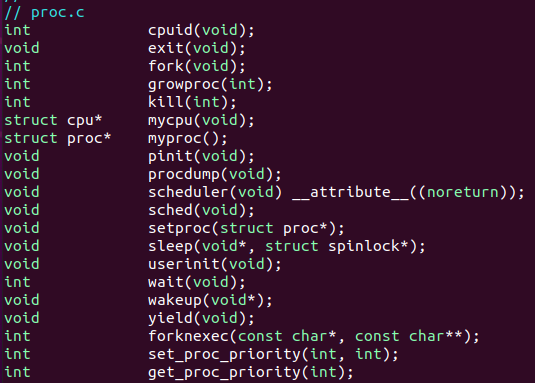 // proc.c
int cpuid(void);
void exit(void);
int fork(void);
int growproc(int);
int kill(int);
struct cpu* mycpu(void);
struct proc* myproc();
void pinit(void);
void procdump(void);
void scheduler(void) __attribute__((noreturn));
void sched(void);
void setproc(struct proc*);
void sleep(void*, struct spinlock*);
void userinit(void);
int wait(void);
void wakeup(void*);
void yield(void);
int forknexec(const char*, const char**);
int set_proc_priority(int, int);
int get_proc_priority(int);